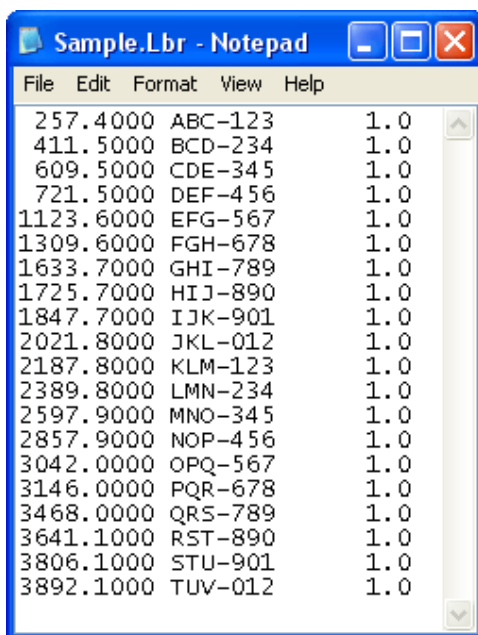 Sample.Lbr - Notepad
File Edit Format View Help
257.4000 ABC-123 1.0
411.5000 BCD-234 1.0
609.5000 CDE-345 1.0
721.5000 DEF-456 1.0
1123.6000 EFG-567 1.0
1309.6000 FGH-678 1.0
1633.7000 GHI-789 1.0
1725.7000 HIJ-890 1.0
1847.7000 IJK-901 1.0
2021.8000 JKL-012 1.0
2187.8000 KLM-123 1.0
2389.8000 LMN-234 1.0
2597.9000 MNO-345 1.0
2857.9000 NOP-456 1.0
3042.0000 OPQ-567 1.0
3146.0000 PQR-678 1.0
3468.0000 QRS-789 1.0
3641.1000 RST-890 1.0
3806.1000 STU-901 1.0
3892.1000 TUV-012 1.0